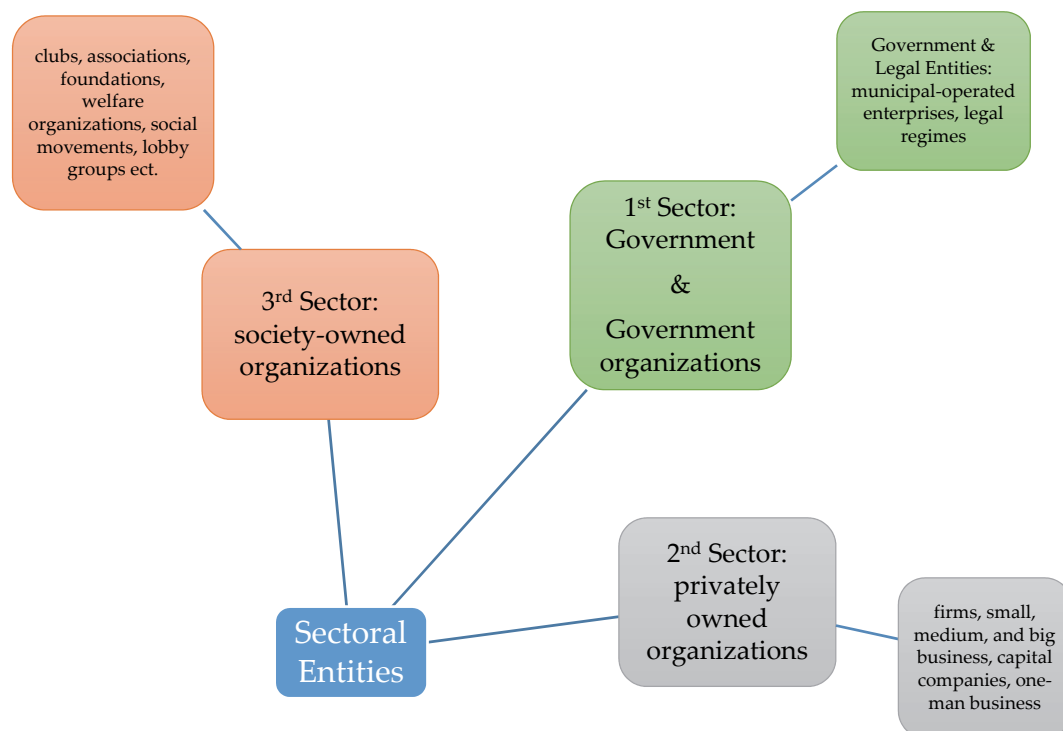 clubs, associations,
foundations,
welfare
organizations, social
movements, lobby
groups ect.
Government &
Legal Entities:
municipal-operated
enterprises, legal
regimes
1st Sector:
Government
&
Government
organizations
3rd Sector:
society-owned
organizations
2nd Sector:
privately
owned
organizations
firms, small,
medium, and big
business, capital
companies, one-
man business
Sectoral
Entities